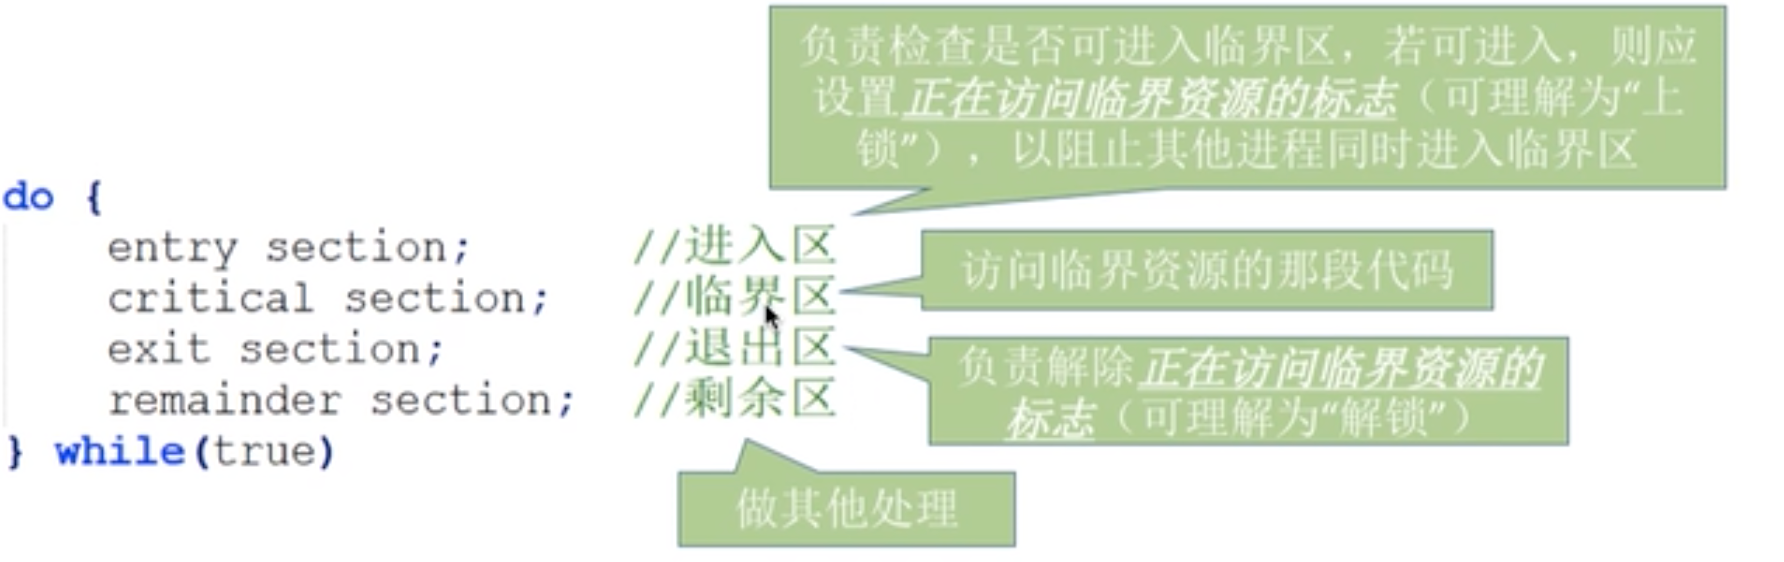 负责检查是否可进入临界区，若可进入，则应
设置正在访问临界资源的标志（可理解为“上
锁”），以阻止其他进程同时进入临界区
do {
entry section; //进入区
访问临界资源的那段代码
critical section; //临界区
exit section; //退出区
负责解除正在访问临界资源的
标志（可理解为“解锁”）
remainder section; //剩余区
} while(true)
做其他处理